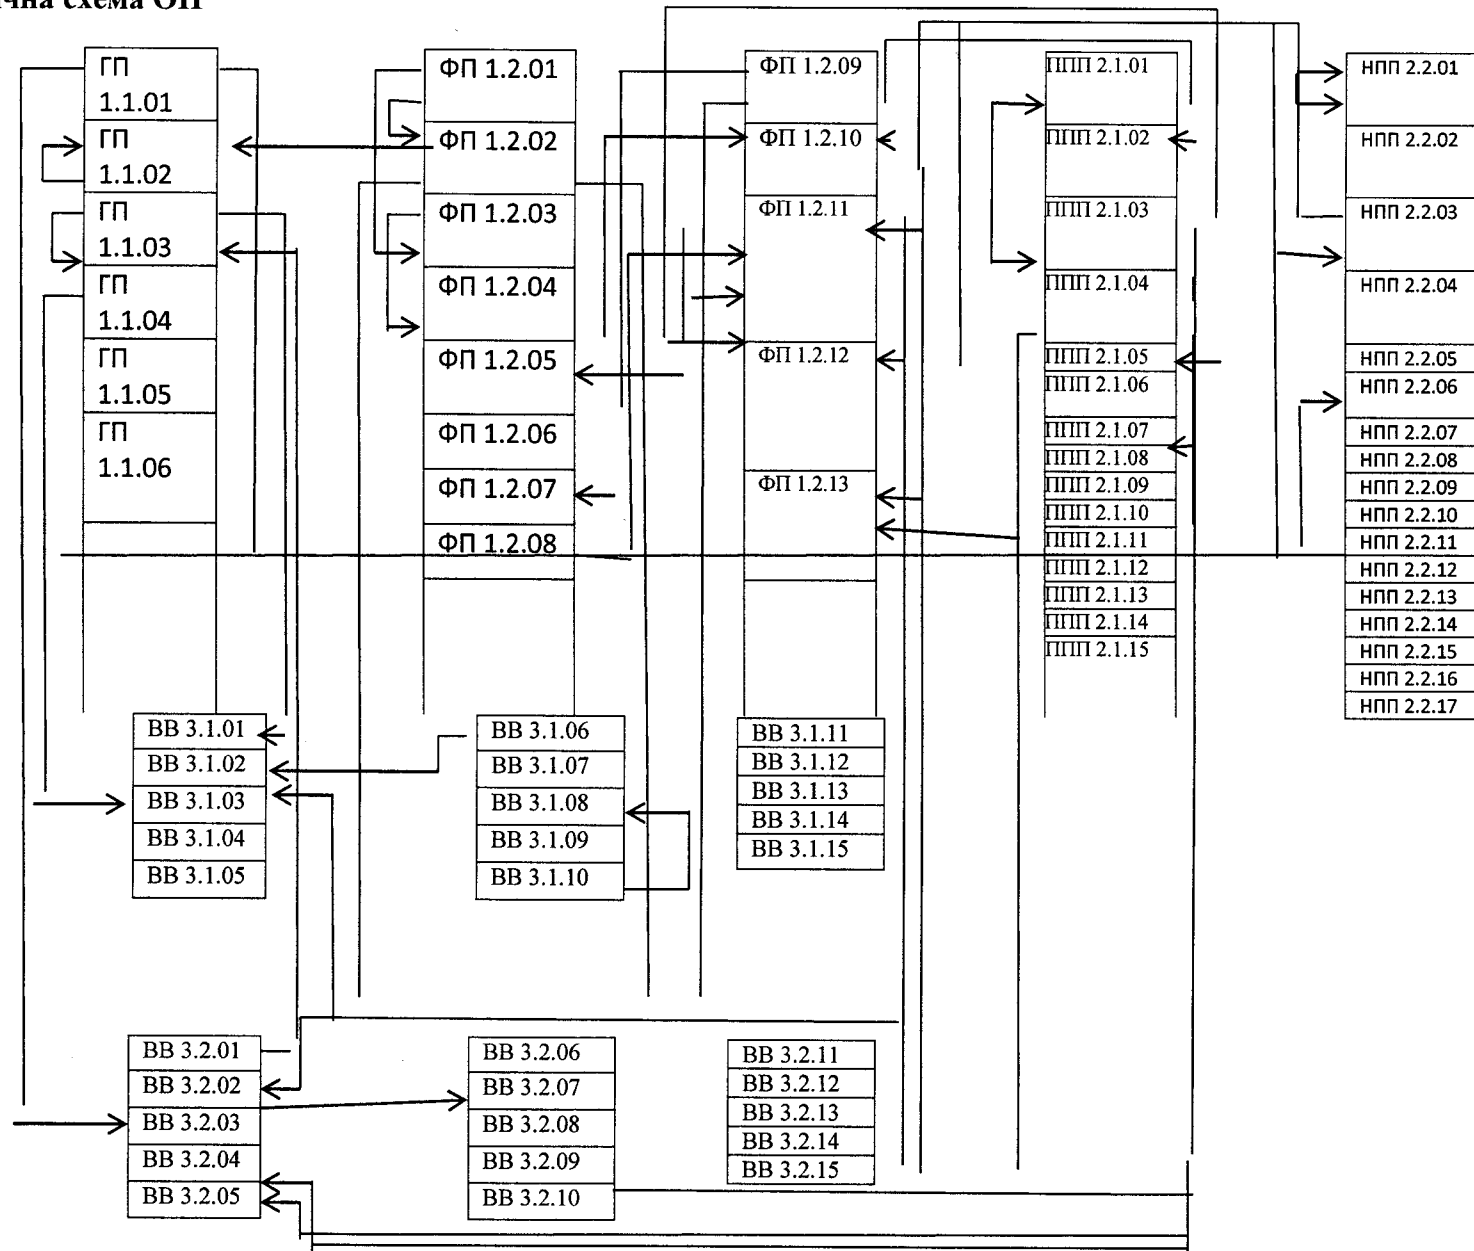 схема ОП
ГП
1.1.01
ГП
1.1.02
ГП
1.1.03
ГП
1.1.04
ГП
1.1.05
ГП
1.1.06
ФП 1.2.01
ФП 1.2.02
ФП 1.2.03
ФП 1.2.04
ФП 1.2.05
ФП 1.2.06
ФП 1.2.07
ФП 1.2.08
ФП 1.2.09
ФП 1.2.10
ФП 1.2.11
ФП 1.2.12
ФП 1.2.13
ППП 2.1.01
ППП 2.1.02
ППП 2.1.03
ППП 2.1.04
ППП 2.1.05
ППП 2.1.06
ППП 2.1.07
ППП 2.1.08
ППП 2.1.09
ППП 2.1.10
ППП 2.1.11
ППП 2.1.12
ППП 2.1.13
ППП 2.1.14
ППП 2.1.15
НПП 2.2.01
НПП 2.2.02
НПП 2.2.03
НПП 2.2.04
НПП 2.2.05
НПП 2.2.06
НПП 2.2.07
НПП 2.2.08
НПП 2.2.09
НПП 2.2.10
НПП 2.2.11
НПП 2.2.12
НПП 2.2.13
НПП 2.2.14
НПП 2.2.15
НПП 2.2.16
НПП 2.2.17
ВВ 3.1.01
ВВ 3.1.02
ВВ 3.1.03
ВВ 3.1.04
ВВ 3.1.05
ВВ 3.1.06
ВВ 3.1.07
ВВ 3.1.08
ВВ 3.1.09
ВВ 3.1.10
ВВ 3.1.11
ВВ 3.1.12
ВВ 3.1.13
ВВ 3.1.14
ВВ 3.1.15
ВВ 3.2.01
ВВ 3.2.02
ВВ 3.2.03
ВВ 3.2.04
ВВ 3.2.05
ВВ 3.2.06
ВВ 3.2.07
ВВ 3.2.08
ВВ 3.2.09
ВВ 3.2.10
ВВ 3.2.11
ВВ 3.2.12
ВВ 3.2.13
ВВ 3.2.14
ВВ 3.2.15